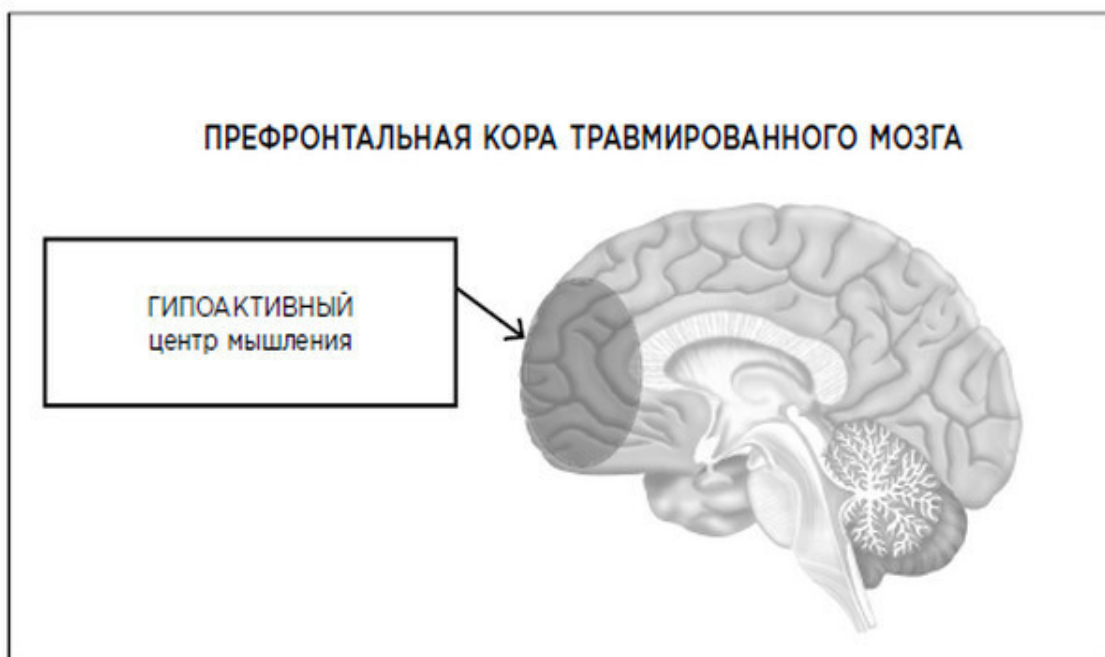 ПРЕФРОНТАЛЬНАЯ КОРА ТРАВМИРОВАННОГО МОЗГА
ГИПОАКТИВНЫЙ
центр мышления